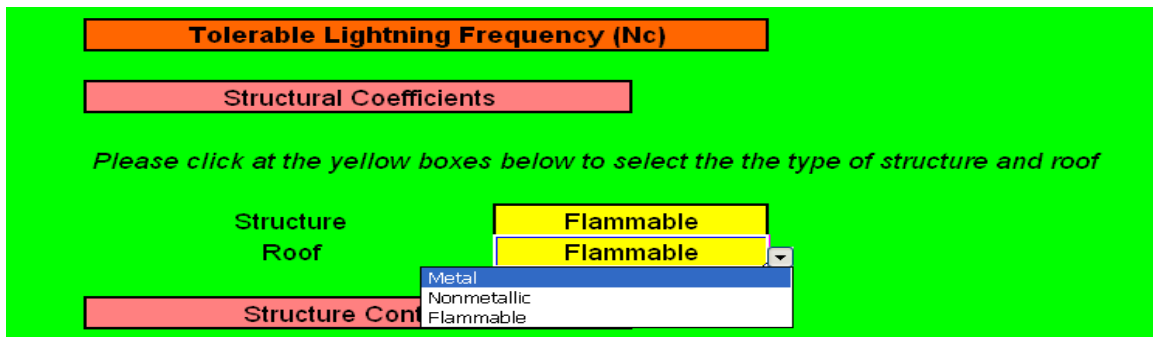 Tolerable Lightning Frequency (Nc)
Structural Coefficients
Please click at the yellow boxes below to select the the type of structure and roof
Structure Flammable
Roof Flammable
Metal
Nonmetallic
Flammable
Structure Cont